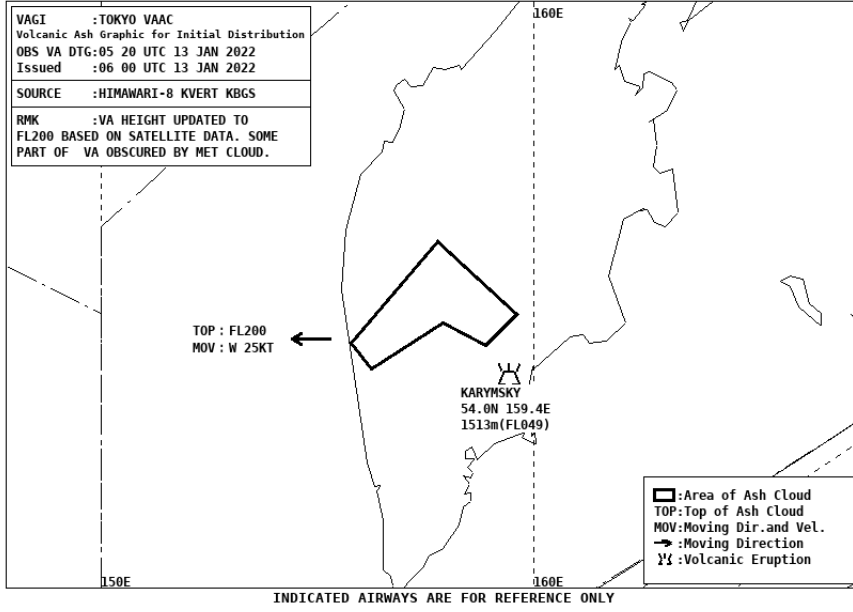 VAGI :TOKYO VAAC
Volcanic Ash Graphic for Initial Distribution
OBS VA DTG:05 20 UTC 13 JAN 2022
Issued :06 00 UTC 13 JAN 2022
SOURCE :HIMAWARI-8 KVERT KBGS
RMK :VA HEIGHT UPDATED TO
FL200 BASED ON SATELLITE DATA. SOME
PART OF VA OBSCURED BY MET CLOUD.
160E
TOP : FL200
MOV : W 25KT
KARYMSKY
54.0N 159.4E
1513m(FL049)
:Area of Ash Cloud
TOP:Top of Ash Cloud
MOV:Moving Dir.and Vel.
:Moving Direction
:Volcanic Eruption
150E
160E
INDICATED AIRWAYS ARE FOR REFERENCE ONLY